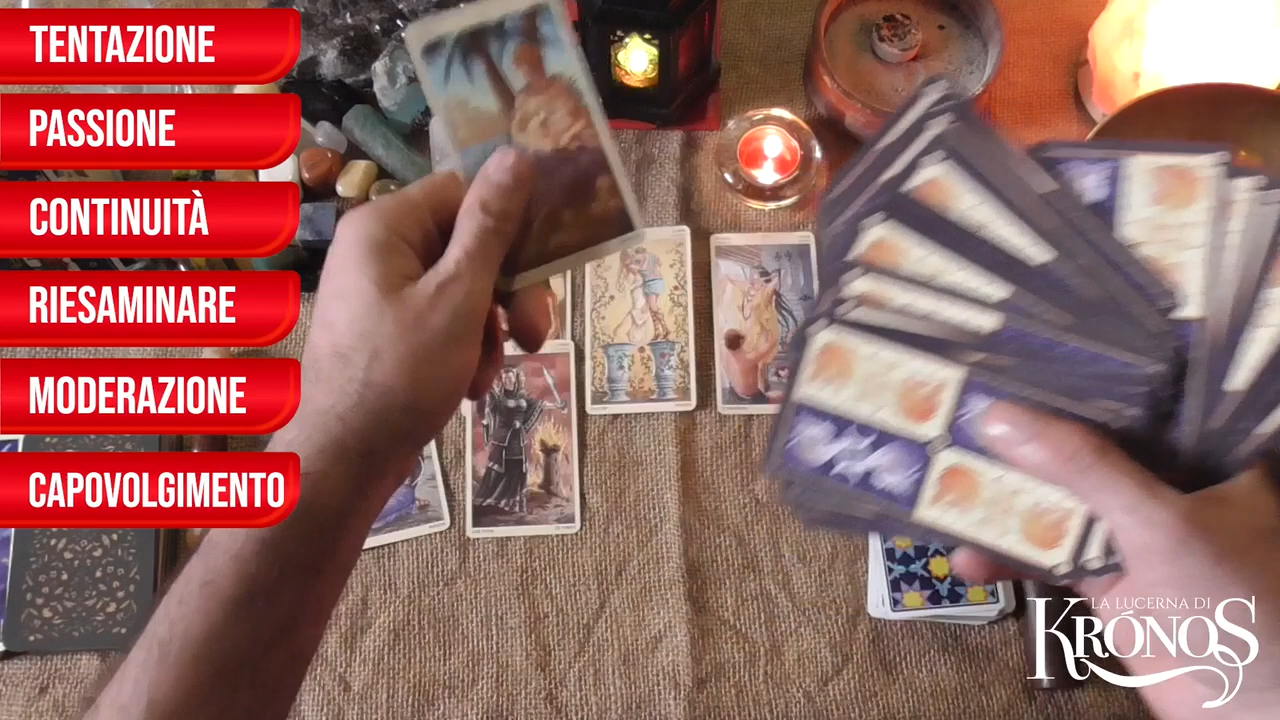 TENTAZIONE
PASSIONE
CONTINUITÀ
RIESAMINARE
MODERAZIONE
CAPOVOLGIMENTO
LA LUCERNA DI
KRÓNOS